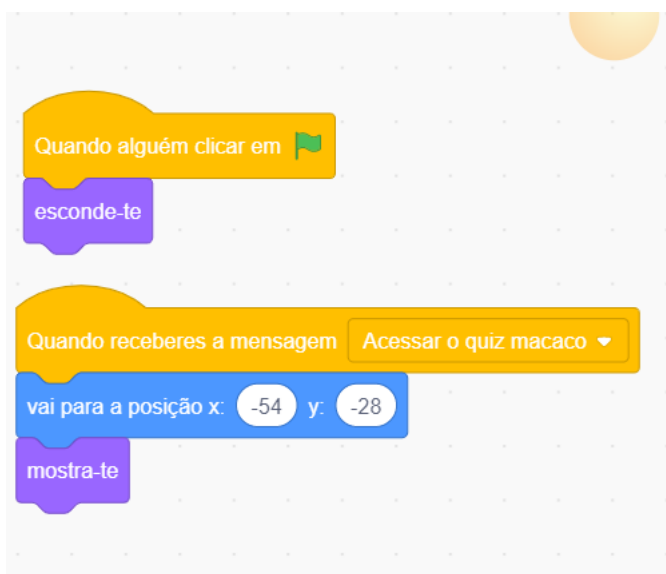 Quando alguém clicar em
esconde-te
Quando receberes a mensagem Acessar o quiz macaco
vai para a posição x: -54 y: -28
mostra-te